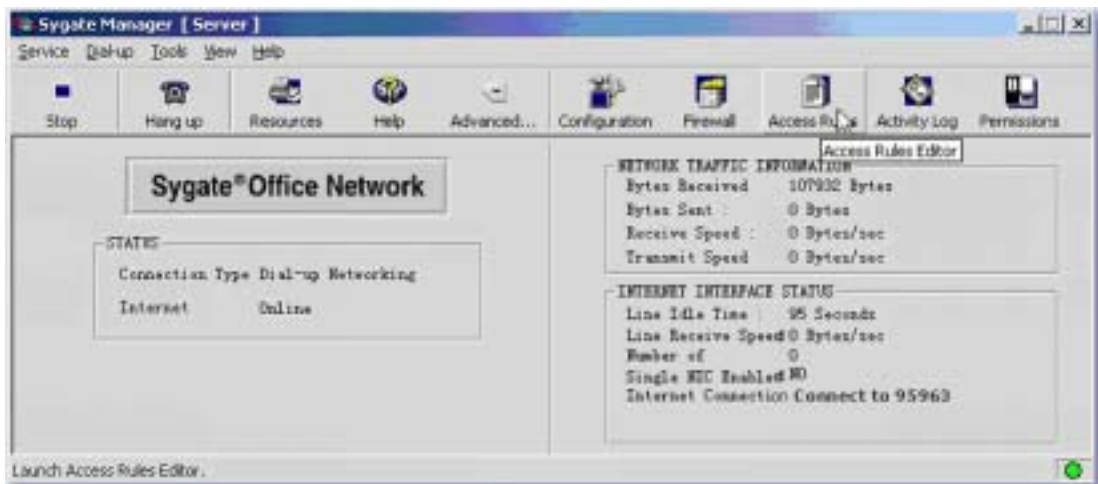 Sygate Manager [ Server ]
Service Dial-up Tools View Help
Stop Hang up Resources Help Advanced... Configuration Firewall Access Rules Activity Log Permissions
Access Rules Editor
Sygate® Office Network
STATUS
Connection Type Dial-up Networking
Internet Online
NETWORK TRAFFIC INFORMATION
Bytes Received 107932 Bytes
Bytes Sent : 0 Bytes
Receive Speed : 0 Bytes/sec
Transmit Speed 0 Bytes/sec
INTERNET INTERFACE STATUS
Line Idle Time : 95 Seconds
Line Receive Speed 0 Bytes/sec
Number of 0
Single NIC Enabled NO
Internet Connection Connect to 95963
Launch Access Rules Editor.